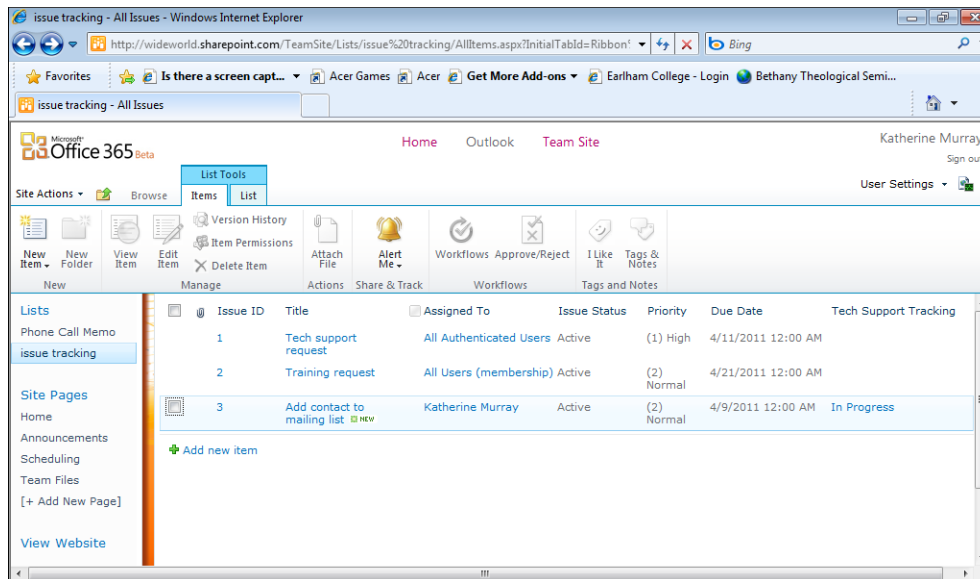 issue tracking - All Issues - Windows Internet Explorer
http://wideworld.sharepoint.com/TeamSite/Lists/issue%20tracking/AllItems.aspx?InitialTabId=Ribbon
Bing
Favorites Is there a screen capt... Acer Games Acer Get More Add-ons Earlham College - Login Bethany Theological Semi...
issue tracking - All Issues
Microsoft
Office 365 Beta
Home Outlook Team Site
Katherine Murray
Sign ou
List Tools
Site Actions Browse Items List
User Settings
New Item
New Folder
View Item
Edit Item
Version History
Item Permissions
Delete Item
Attach File
Alert Me
Workflows Approve/Reject
I Like It
Tags & Notes
New Manage Actions Share & Track Workflows Tags and Notes
Lists
Phone Call Memo
issue tracking
Site Pages
Home
Announcements
Scheduling
Team Files
[+ Add New Page]
View Website
Issue ID Title Assigned To Issue Status Priority Due Date Tech Support Tracking
1 Tech support request All Authenticated Users Active (1) High 4/11/2011 12:00 AM
2 Training request All Users (membership) Active (2) Normal 4/21/2011 12:00 AM
3 Add contact to mailing list NEW Katherine Murray Active (2) Normal 4/9/2011 12:00 AM In Progress
Add new item